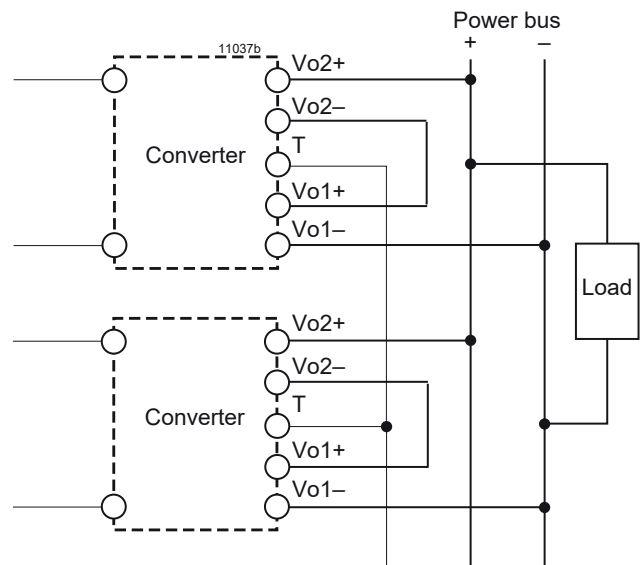 Power bus
+ –
11037b
Vo2+
Vo2–
T
Converter
Vo1+
Vo1–
Load
Vo2+
Vo2–
T
Converter
Vo1+
Vo1–